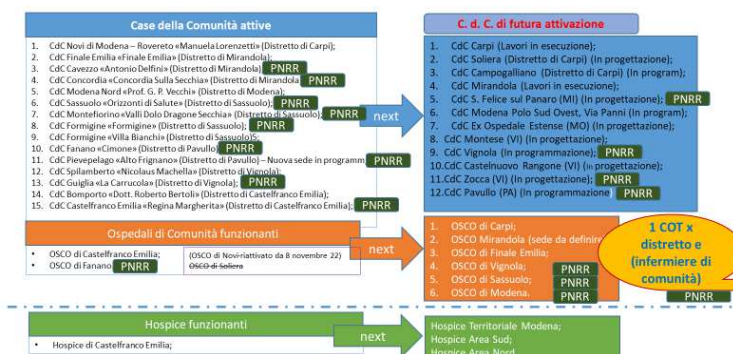 Case della Comunità attive
1. CdC Novi di Modena – Rovereto «Manuela Lorenzetti» (Distretto di Carpi);
2. CdC Finale Emilia «Finale Emilia» (Distretto di Mirandola);
3. CdC Cavezzo «Antonio Delfini» (Distretto di Mirandola) PNRR
4. CdC Concordia «Concordia Sulla Secchia» (Distretto di Mirandola PNRR
5. CdC Modena Nord «Prof. G. P. Vecchi» (Distretto di Modena);
6. CdC Sassuolo «Orizzonti di Salute» (Distretto di Sassuolo); PNRR
7. CdC Montefiorino «Valli Dolo Dragone Secchia» (Distretto di Sassuolo); PNRR
8. CdC Formigine «Formigine» (Distretto di Sassuolo); PNRR
9. CdC Formigine «Villa Bianchi» (Distretto di Sassuolo)5;
10. CdC Fanano «Cimone» (Distretto di Pavullo) PNRR
11. CdC Pievepelago «Alto Frignano» (Distretto di Pavullo) – Nuova sede in programm PNRR
12. CdC Spilamberto «Nicolaus Machella» (Distretto di Vignola);
13. CdC Guiglia «La Carrucola» (Distretto di Vignola); PNRR
14. CdC Bomporto «Dott. Roberto Bertoli» (Distretto di Castelfranco Emilia);
15. CdC Castelfranco Emilia «Regina Margherita» (Distretto di Castelfranco Emilia); PNRR
next
C. d. C. di futura attivazione
1. CdC Carpi (Lavori in esecuzione);
2. CdC Soliera (Distretto di Carpi) (In progettazione);
3. CdC Campogalliano (Distretto di Carpi) (In program);
4. CdC Mirandola (Lavori in esecuzione);
5. CdC S. Felice sul Panaro (MI) (In progettazione); PNRR
6. CdC Modena Polo Sud Ovest, Via Panni (In program);
7. CdC Ex Ospedale Estense (MO) (In progettazione);
8. CdC Montese (VI) (In progettazione);
9. CdC Vignola (In programmazione); PNRR
10.CdC Castelnuovo Rangone (VI) (In progettazione);
11.CdC Zocca (VI) (In progettazione); PNRR
12.CdC Pavullo (PA) (In programmazione PNRR
Ospedali di Comunità funzionanti
• OSCO di Castelfranco Emilia;
• OSCO di Fanano PNRR
(OSCO di Novi-riattivato da 8 novembre 22)
OSCO di Soliera
next
1. OSCO di Carpi;
2. OSCO Mirandola (sede da definire
3. OSCO di Finale Emilia;
4. OSCO di Vignola; PNRR
5. OSCO di Sassuolo; PNRR
6. OSCO di Modena. PNRR
1 COT x
distretto e
(infermiere di
comunità)
PNRR
Hospice funzionanti
• Hospice di Castelfranco Emilia;
next
Hospice Territoriale Modena;
Hospice Area Sud;
Hospice Area Nord